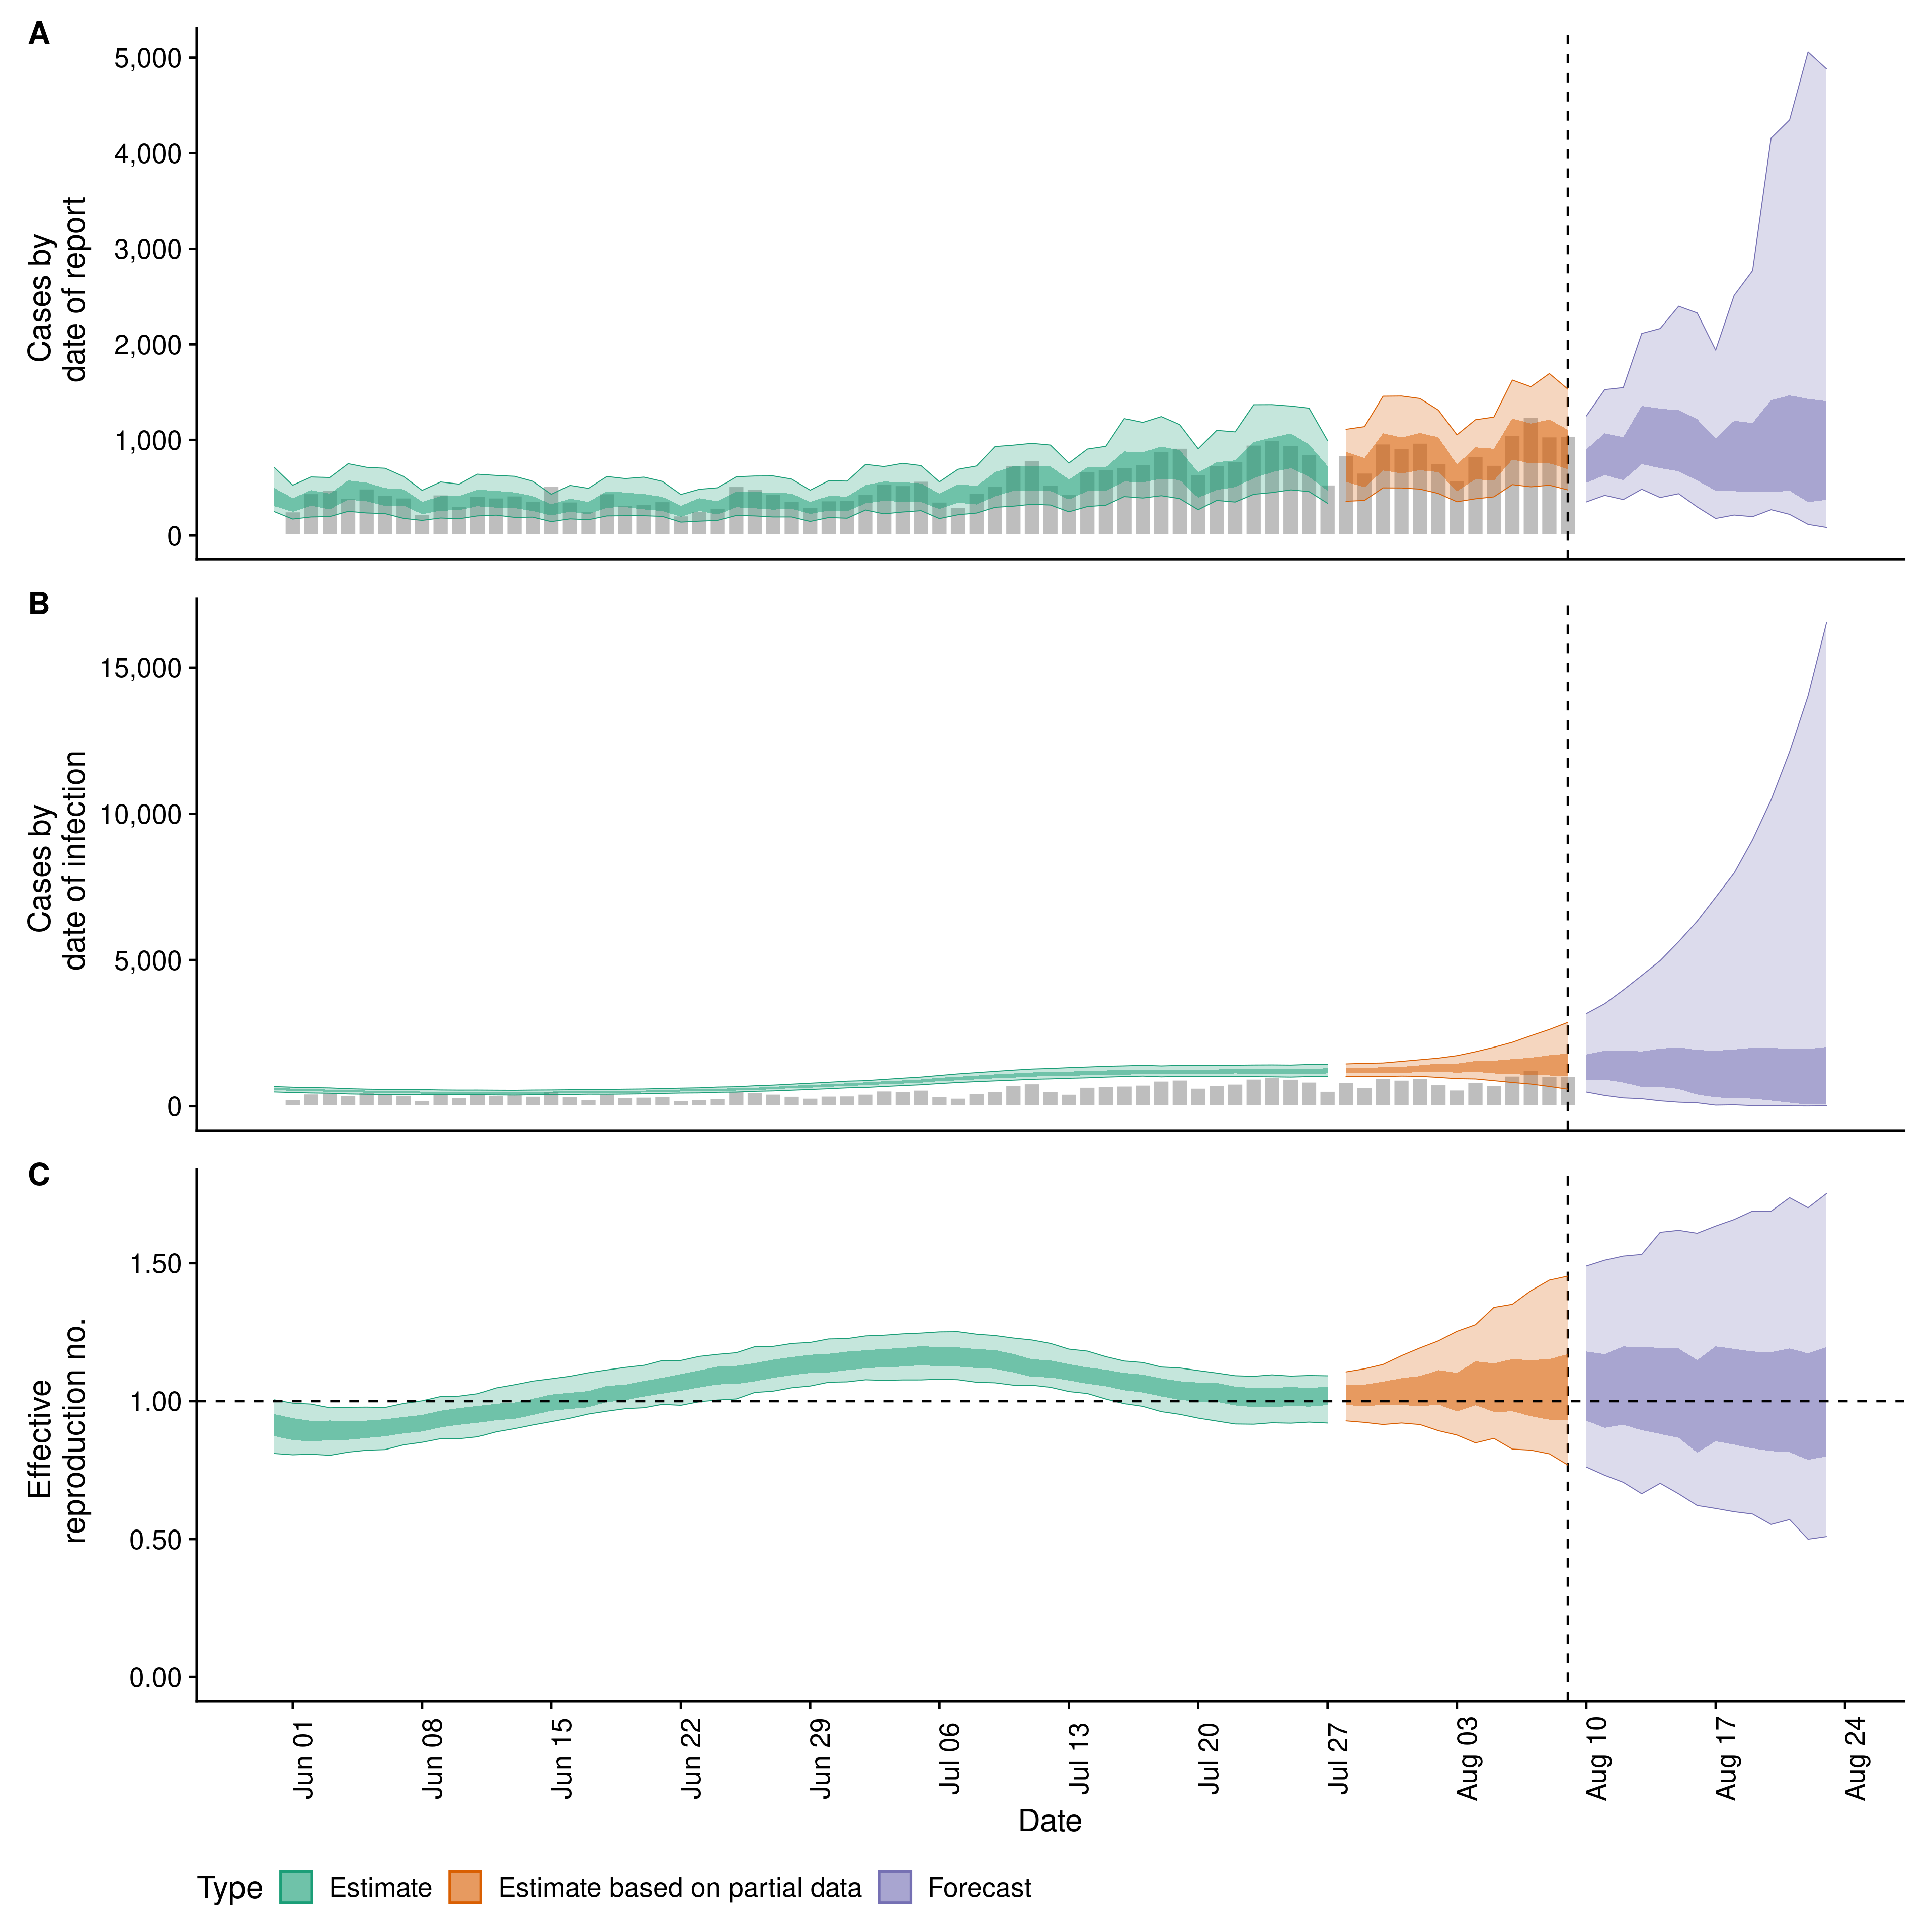 A
5,000
4,000
3,000
2,000
1,000
0
Cases by
date of report
B
15,000
10,000
5,000
0
Cases by
date of infection
C
1.50
1.00
0.50
0.00
Effective
reproduction no.
Jun 01
Jun 08
Jun 15
Jun 22
Jun 29
Jul 06
Jul 13
Jul 20
Jul 27
Aug 03
Aug 10
Aug 17
Aug 24
Date
Type Estimate Estimate based on partial data Forecast